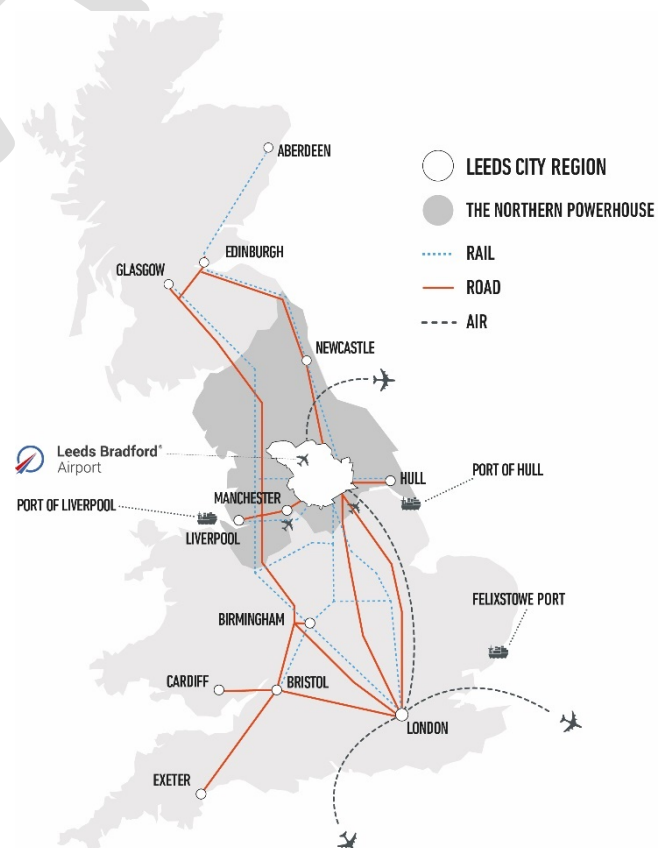 ABERDEEN
LEEDS CITY REGION
THE NORTHERN POWERHOUSE
EDINBURGH
RAIL
GLASGOW
ROAD
AIR
NEWCASTLE
Leeds Bradford®
Airport
HULL
PORT OF HULL
MANCHESTER
PORT OF LIVERPOOL
LIVERPOOL
FELIXSTOWE PORT
BIRMINGHAM
CARDIFF
BRISTOL
LONDON
EXETER